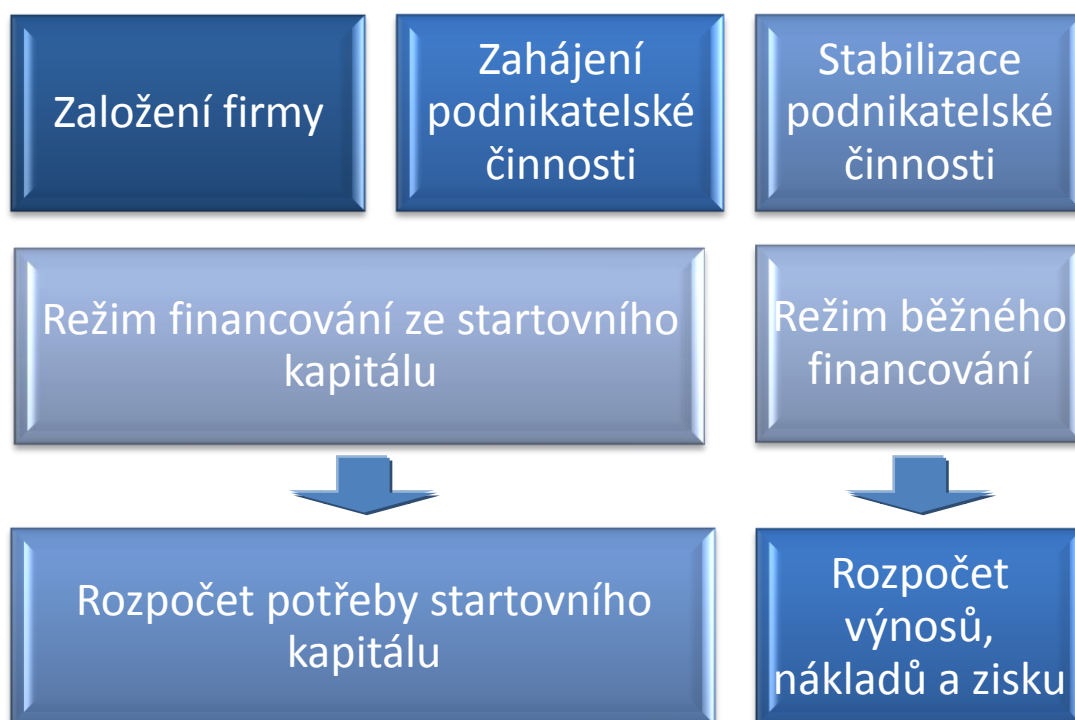 Založení firmy
Zahájení
podnikatelské
činnosti
Stabilizace
podnikatelské
činnosti
Režim financování ze startovního
kapitálu
Režim běžného
financování
Rozpočet potřeby startovního
kapitálu
Rozpočet
výnosů,
nákladů a zisku